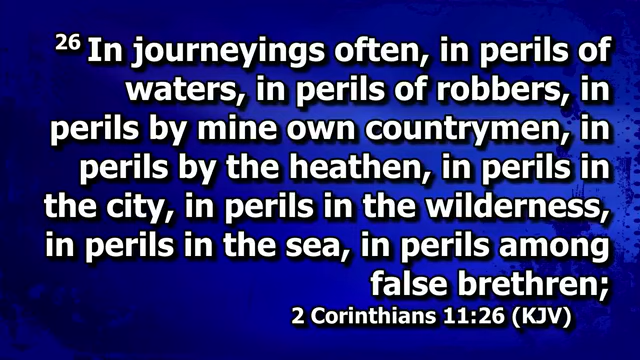 26 In journeyings often, in perils of
waters, in perils of robbers, in
perils by mine own countrymen, in
perils by the heathen, in perils in
the city, in perils in the wilderness,
in perils in the sea, in perils among
false brethren;
2 Corinthians 11:26 (KJV)